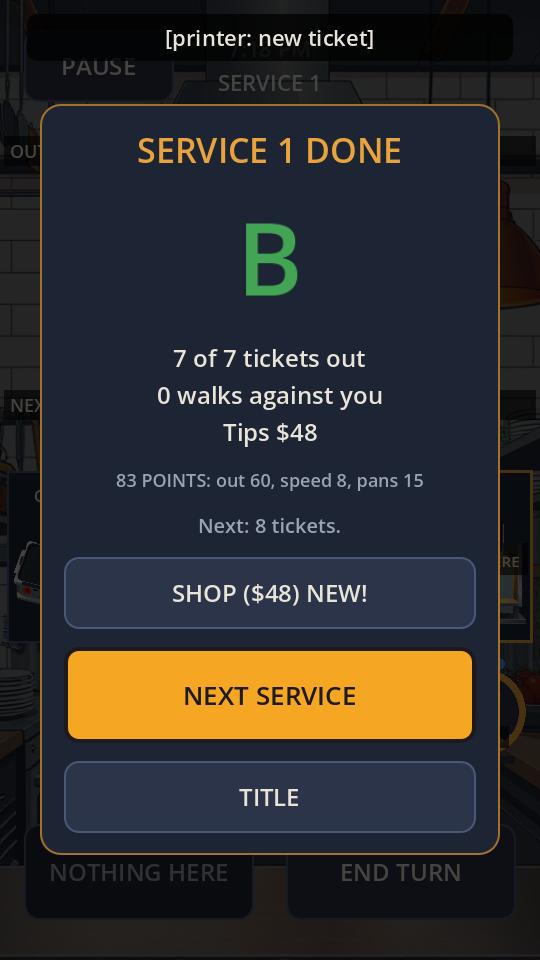 [printer: new ticket]
PAUSE
SERVICE 1
SERVICE 1 DONE
B
7 of 7 tickets out
0 walks against you
Tips $48
83 POINTS: out 60, speed 8, pans 15
Next: 8 tickets.
SHOP ($48) NEW!
NEXT SERVICE
TITLE
NOTHING HERE
END TURN